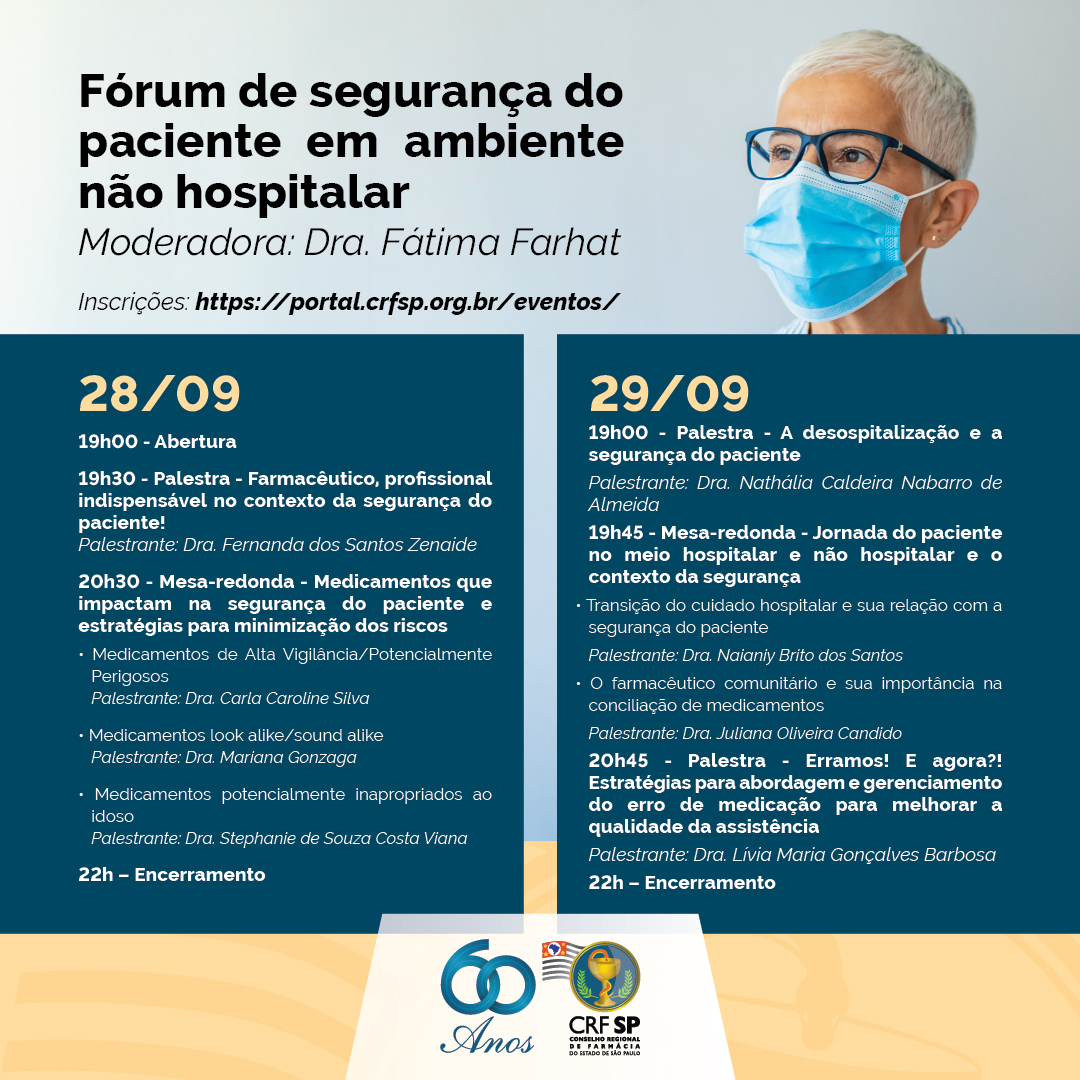 Fórum de segurança do
paciente em ambiente
não hospitalar
Moderadora: Dra. Fátima Farhat
Inscrições: https://portal.crfsp.org.br/eventos/
28/09
19h00 - Abertura
19h30 - Palestra - Farmacêutico, profissional
indispensável no contexto da segurança do
paciente!
Palestrante: Dra. Fernanda dos Santos Zenaide
20h30 - Mesa-redonda - Medicamentos que
impactam na segurança do paciente e
estratégias para minimização dos riscos
• Medicamentos de Alta Vigilância/Potencialmente
Perigosos
Palestrante: Dra. Carla Caroline Silva
• Medicamentos look alike/sound alike
Palestrante: Dra. Mariana Gonzaga
• Medicamentos potencialmente inapropriados ao
idoso
Palestrante: Dra. Stephanie de Souza Costa Viana
22h – Encerramento
29/09
19h00 - Palestra - A desospitalização e a
segurança do paciente
Palestrante: Dra. Nathália Caldeira Nabarro de
Almeida
19h45 - Mesa-redonda - Jornada do paciente
no meio hospitalar e não hospitalar e o
contexto da segurança
• Transição do cuidado hospitalar e sua relação com a
segurança do paciente
Palestrante: Dra. Naianiy Brito dos Santos
• O farmacêutico comunitário e sua importância na
conciliação de medicamentos
Palestrante: Dra. Juliana Oliveira Candido
20h45 - Palestra - Erramos! E agora?!
Estratégias para abordagem e gerenciamento
do erro de medicação para melhorar a
qualidade da assistência
Palestrante: Dra. Lívia Maria Gonçalves Barbosa
22h – Encerramento
60
Anos
CRF SP
CONSELHO REGIONAL
DE FARMÁCIA
DO ESTADO DE SÃO PAULO